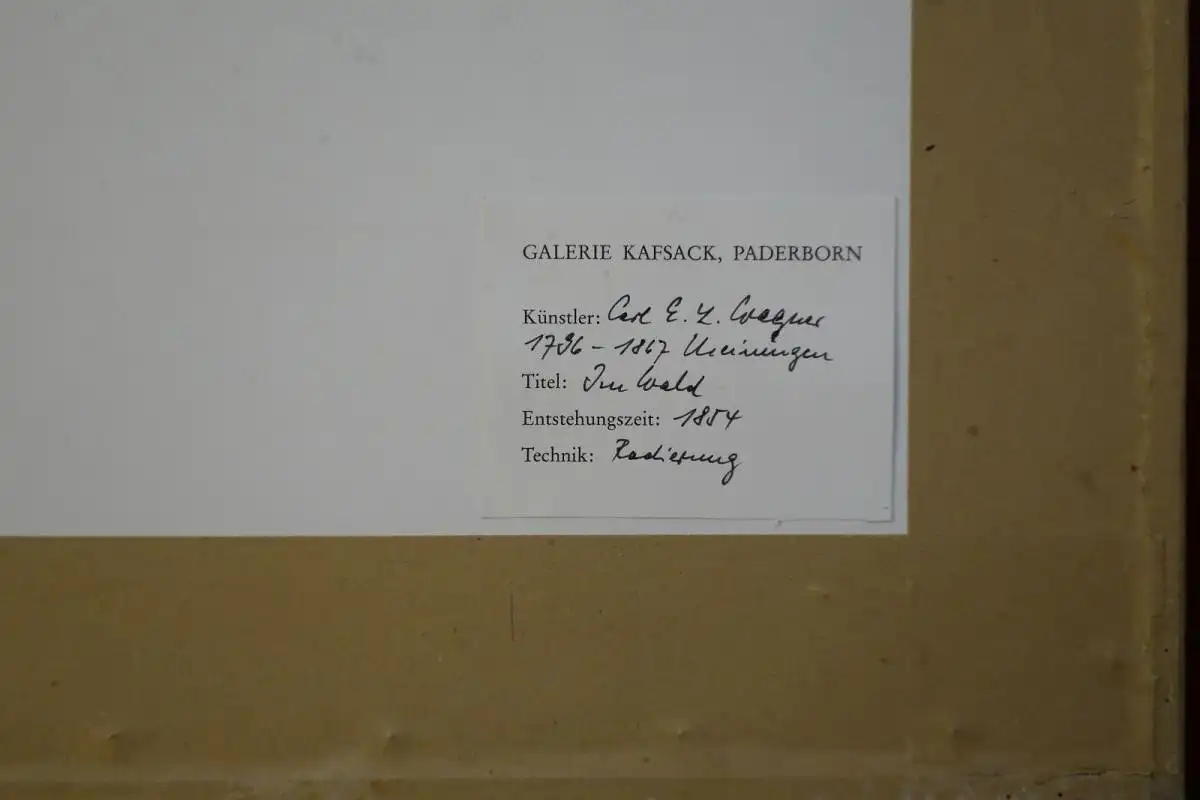 GALERIE KAFSACK, PADERBORN
Künstler: Carl E. L. Wagner
1796 - 1867 Meiningen
Titel: Im Wald
Entstehungszeit: 1854
Technik: Radierung